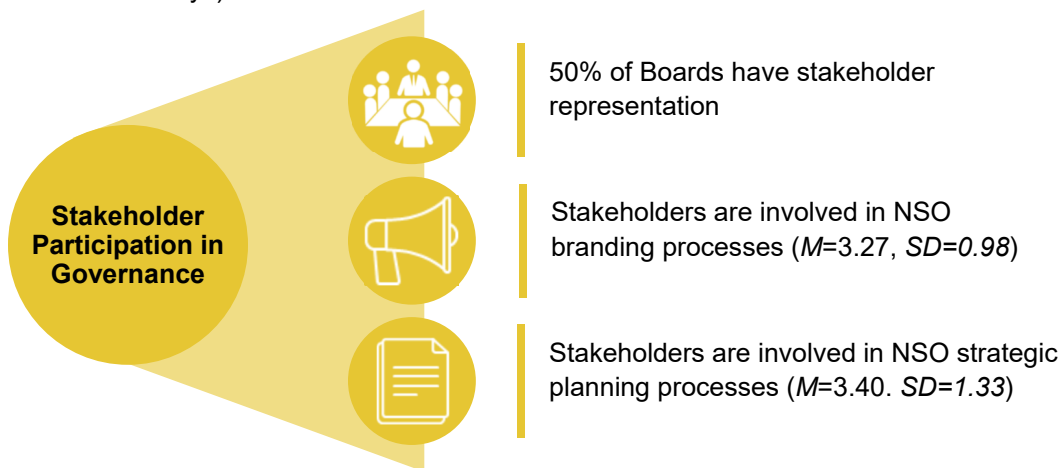 50% of Boards have stakeholder
representation
Stakeholder
Participation in
Governance
Stakeholders are involved in NSO
branding processes (M=3.27, SD=0.98)
Stakeholders are involved in NSO strategic
planning processes (M=3.40. SD=1.33)